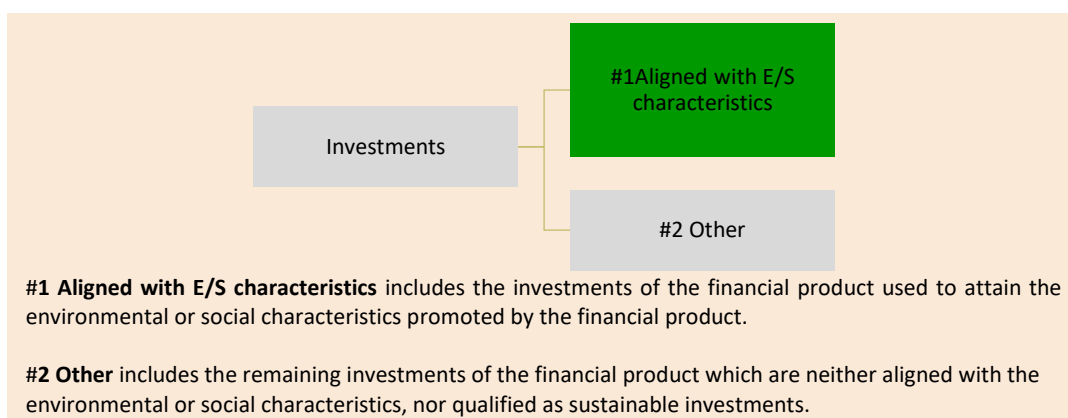 #1Aligned with E/S
characteristics
Investments
#2 Other
#1 Aligned with E/S characteristics includes the investments of the financial product used to attain the
environmental or social characteristics promoted by the financial product.
#2 Other includes the remaining investments of the financial product which are neither aligned with the
environmental or social characteristics, nor qualified as sustainable investments.